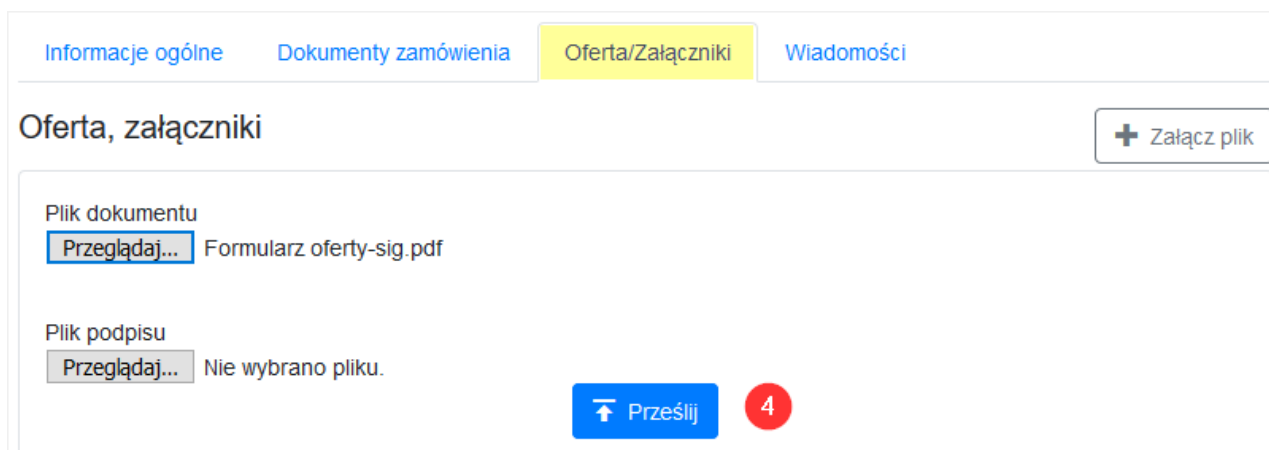 Informacje ogólne Dokumenty zamówienia Oferta/Załączniki Wiadomości
Oferta, załączniki
Załącz plik
Plik dokumentu
Przeglądaj... Formularz oferty-sig.pdf
Plik podpisu
Przeglądaj... Nie wybrano pliku.
Prześlij 4